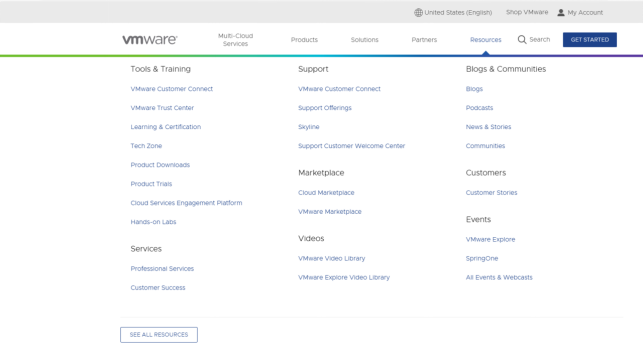 United States (English) Shop VMware My Account
vmware Multi-Cloud Services Products Solutions Partners Resources Search GET STARTED
Tools & Training
VMware Customer Connect
VMware Trust Center
Learning & Certification
Tech Zone
Product Downloads
Product Trials
Cloud Services Engagement Platform
Hands-on Labs
Services
Professional Services
Customer Success
Support
VMware Customer Connect
Support Offerings
Skyline
Support Customer Welcome Center
Marketplace
Cloud Marketplace
VMware Marketplace
Videos
VMware Video Library
VMware Explore Video Library
Blogs & Communities
Blogs
Podcasts
News & Stories
Communities
Customers
Customer Stories
Events
VMware Explore
SpringOne
All Events & Webcasts
SEE ALL RESOURCES